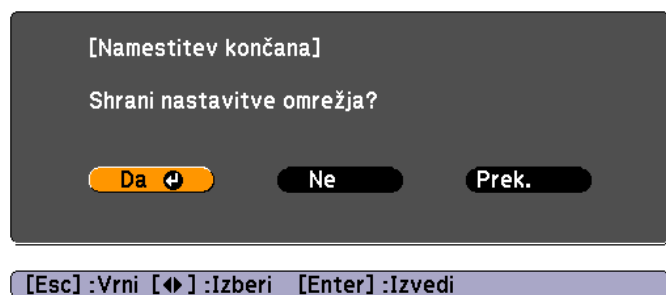 [Namestitev končana]
Shrani nastavitve omrežja?
Da Ne Prek.
[Esc] :Vrni [◆] :Izberi [Enter] :Izvedi